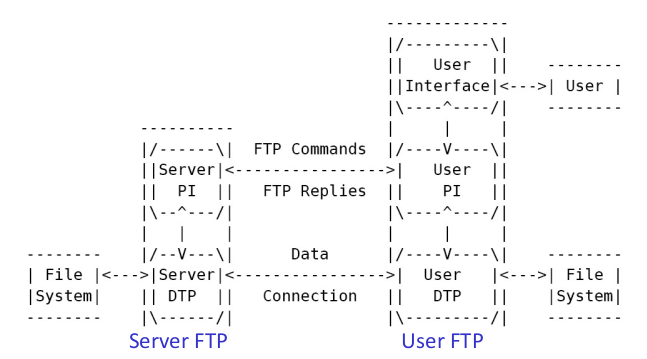 -------------
|/---------\|
||   User  ||     --------
||Interface|<--->| User |
|\----^----/|     --------
----------                |     |     |
|/------\|  FTP Commands  |/----V----\|
||Server|<---------------->|   User  ||
||  PI  ||   FTP Replies  ||    PI   ||
|\--^---/|                |\----^----/|
|   |    |                |     |     |
--------     |/--V---\|      Data      |/----V----\|     --------
| File |<--->|Server|<---------------->|  User   |<--->| File |
|System|     || DTP  ||   Connection   ||   DTP   ||     |System|
--------     |\------/|                |\---------/|     --------
Server FTP User FTP